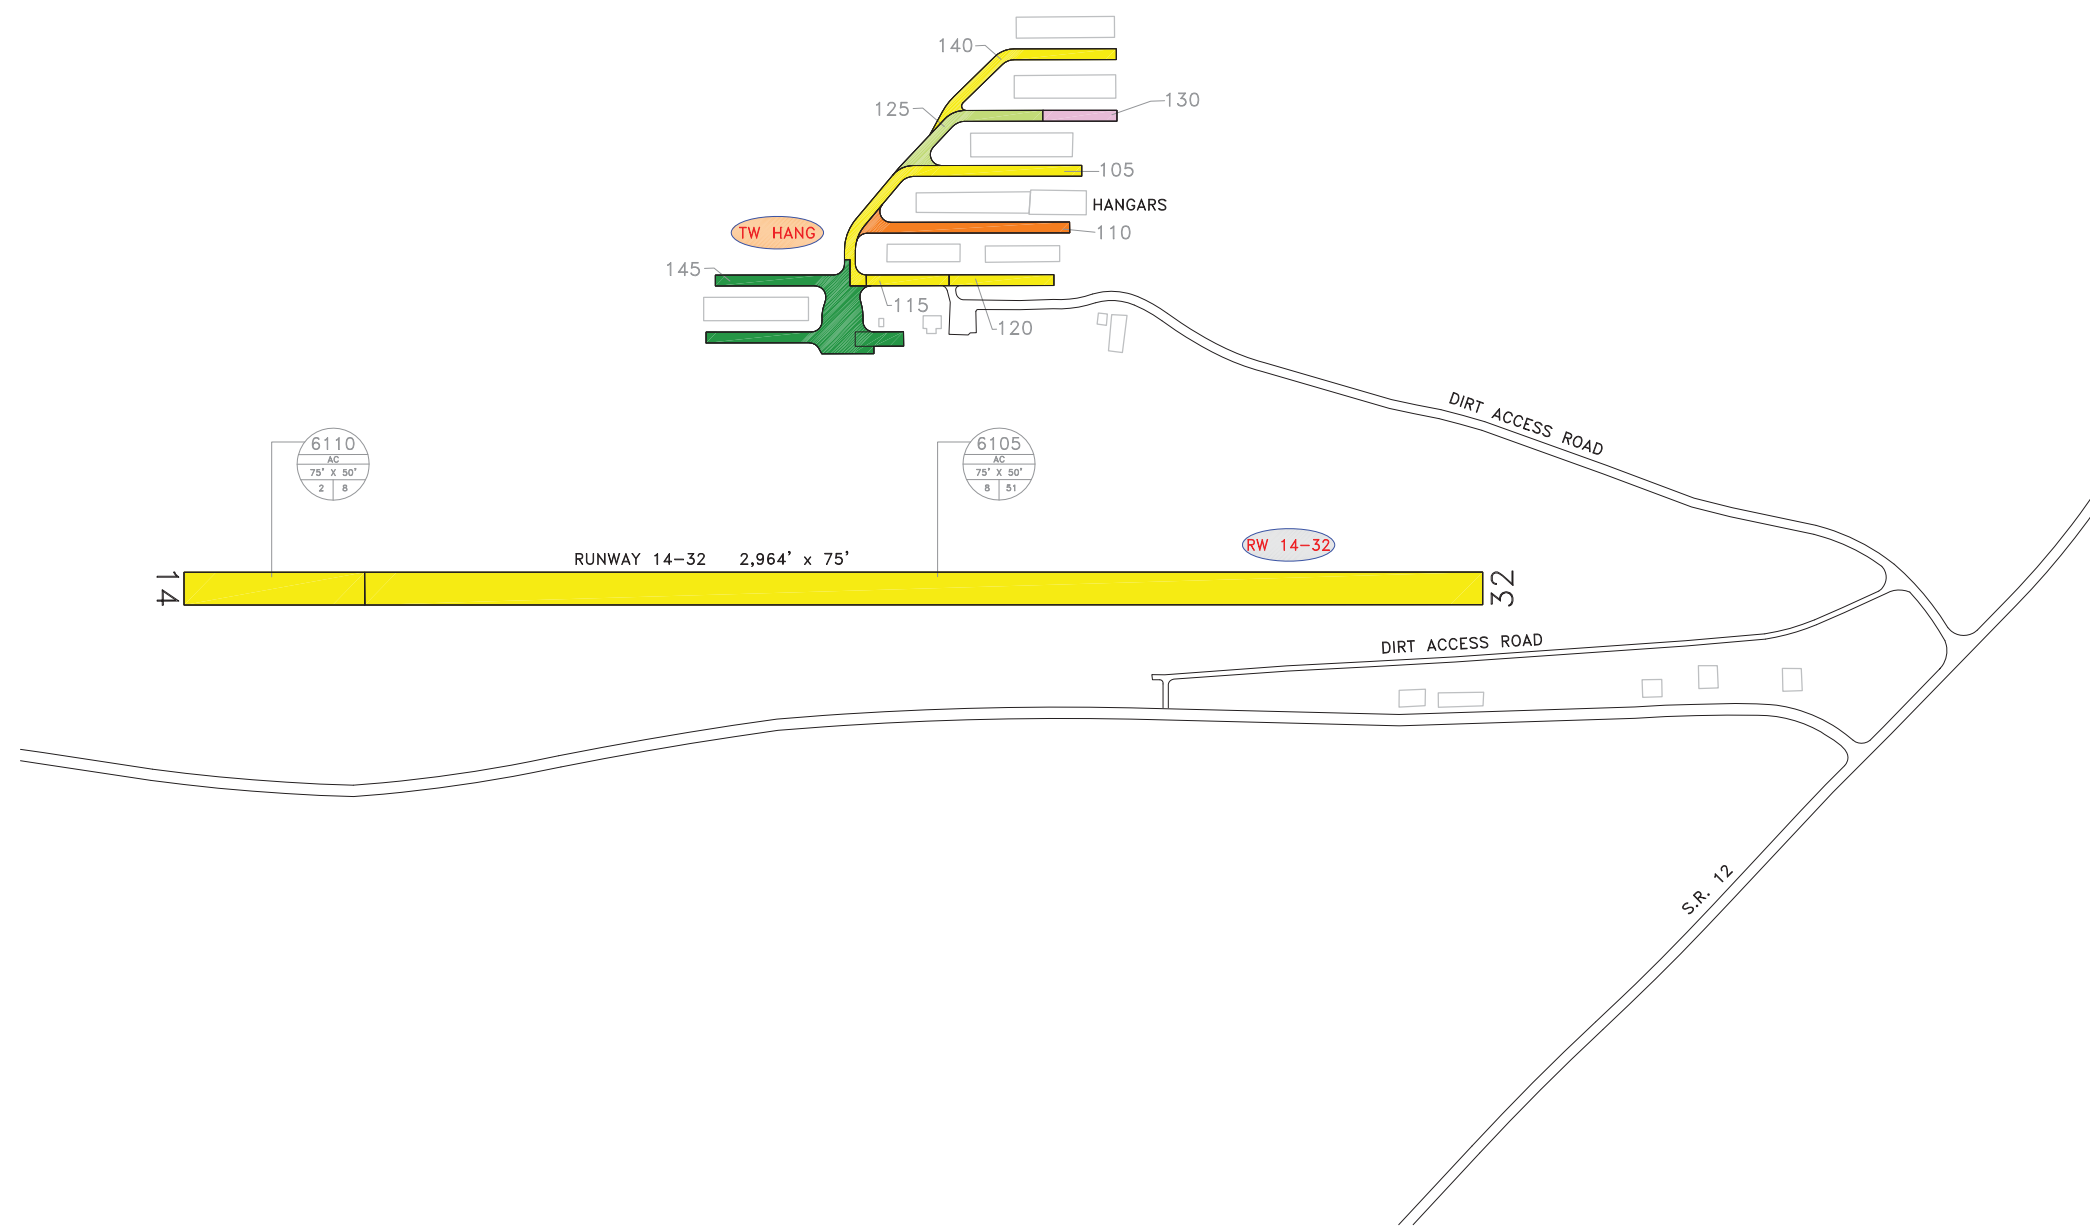 140
125
130
105
HANGARS
TW HANG
110
145
115
120
DIRT ACCESS ROAD
6110
AC
75' X 50'
2 8
6105
AC
75' X 50'
8 51
RUNWAY 14-32 2,964' x 75'
RW 14-32
14
32
DIRT ACCESS ROAD
S.R. 12